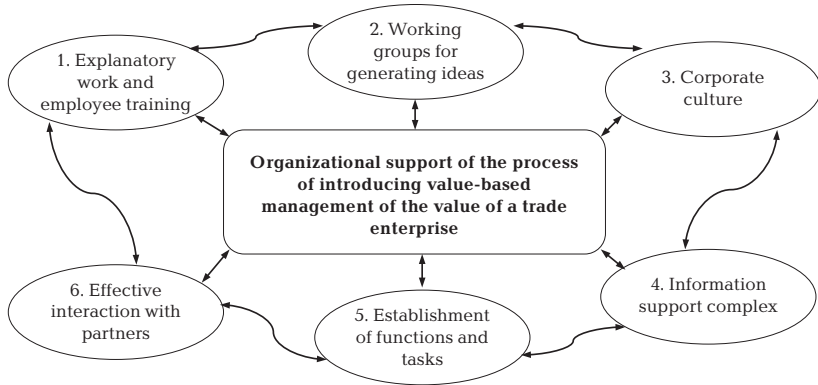 1. Explanatory
work and
employee training
2. Working
groups for
generating ideas
3. Corporate
culture
Organizational support of the process
of introducing value-based
management of the value of a trade
enterprise
4. Information
support complex
5. Establishment
of functions and
tasks
6. Effective
interaction with
partners